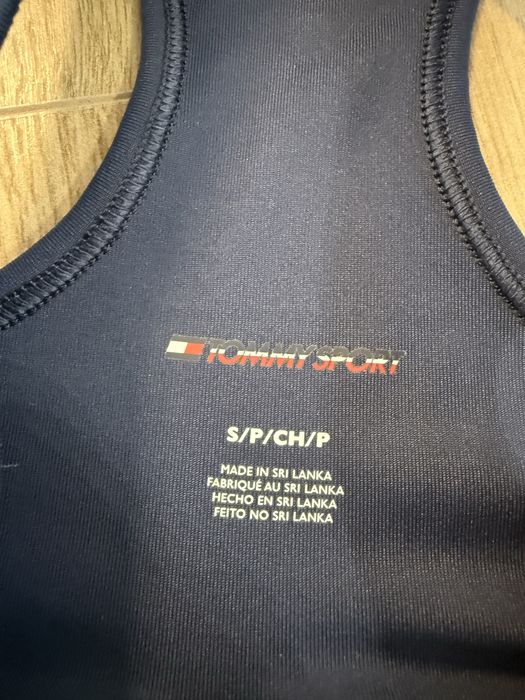 TOMMY SPORT
S/P/CH/P
MADE IN SRI LANKA
FABRIQUÉ AU SRI LANKA
HECHO EN SRI LANKA
FEITO NO SRI LANKA